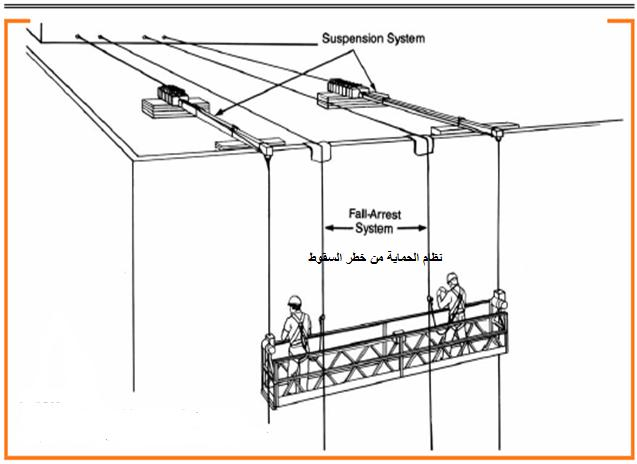 Suspension System
Fall-Arrest
System
نظام الحماية من خطر السقوط